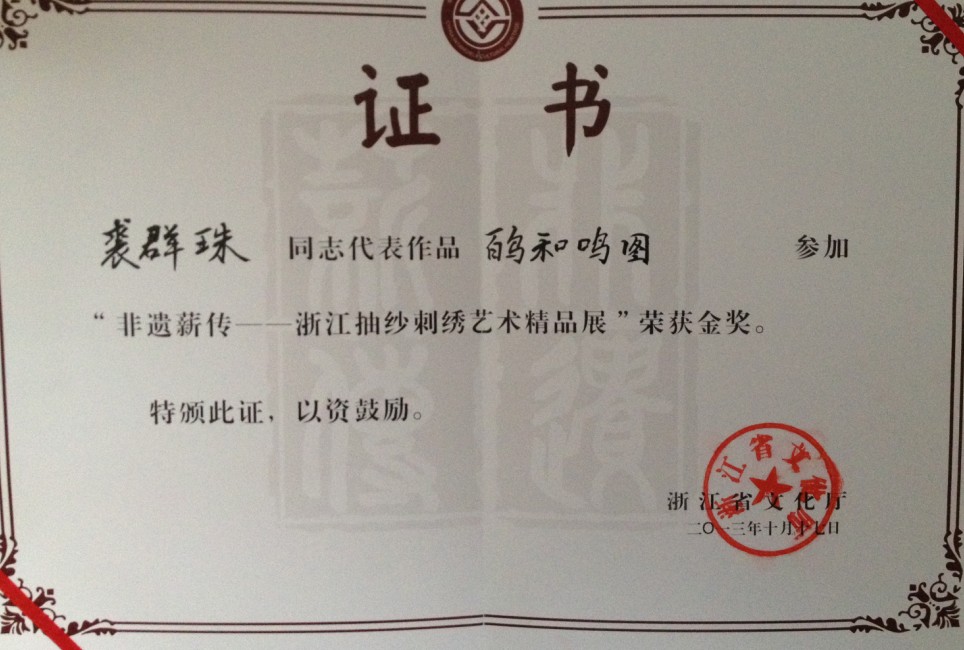 证书
裘群珠 同志代表作品 百鸟和鸣图 参加
“非遗薪传——浙江抽纱刺绣艺术精品展”荣获金奖。
特颁此证，以资鼓励。
浙江省文化厅
二〇一三年十月十七日